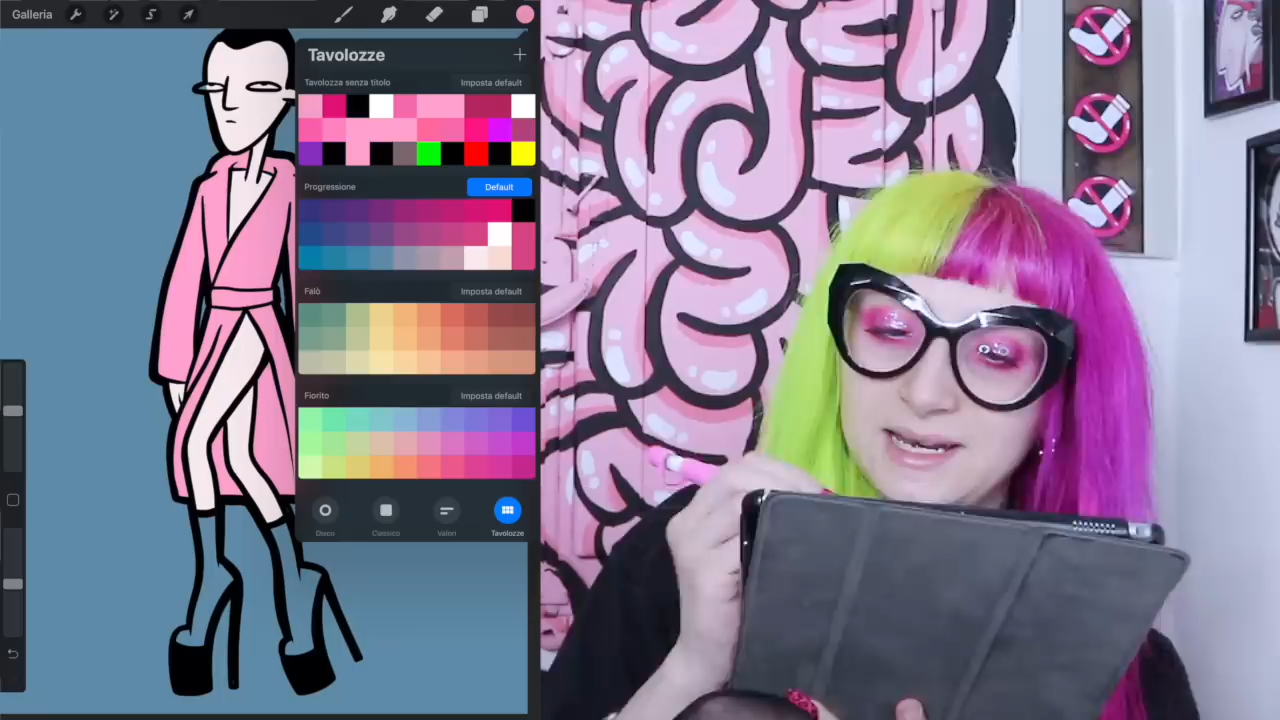 Galleria
Tavolozze
Tavolozza senza titolo
Imposta default
Progressione
Default
Falò
Imposta default
Fiorito
Imposta default
Disco
Classico
Valori
Tavolozze